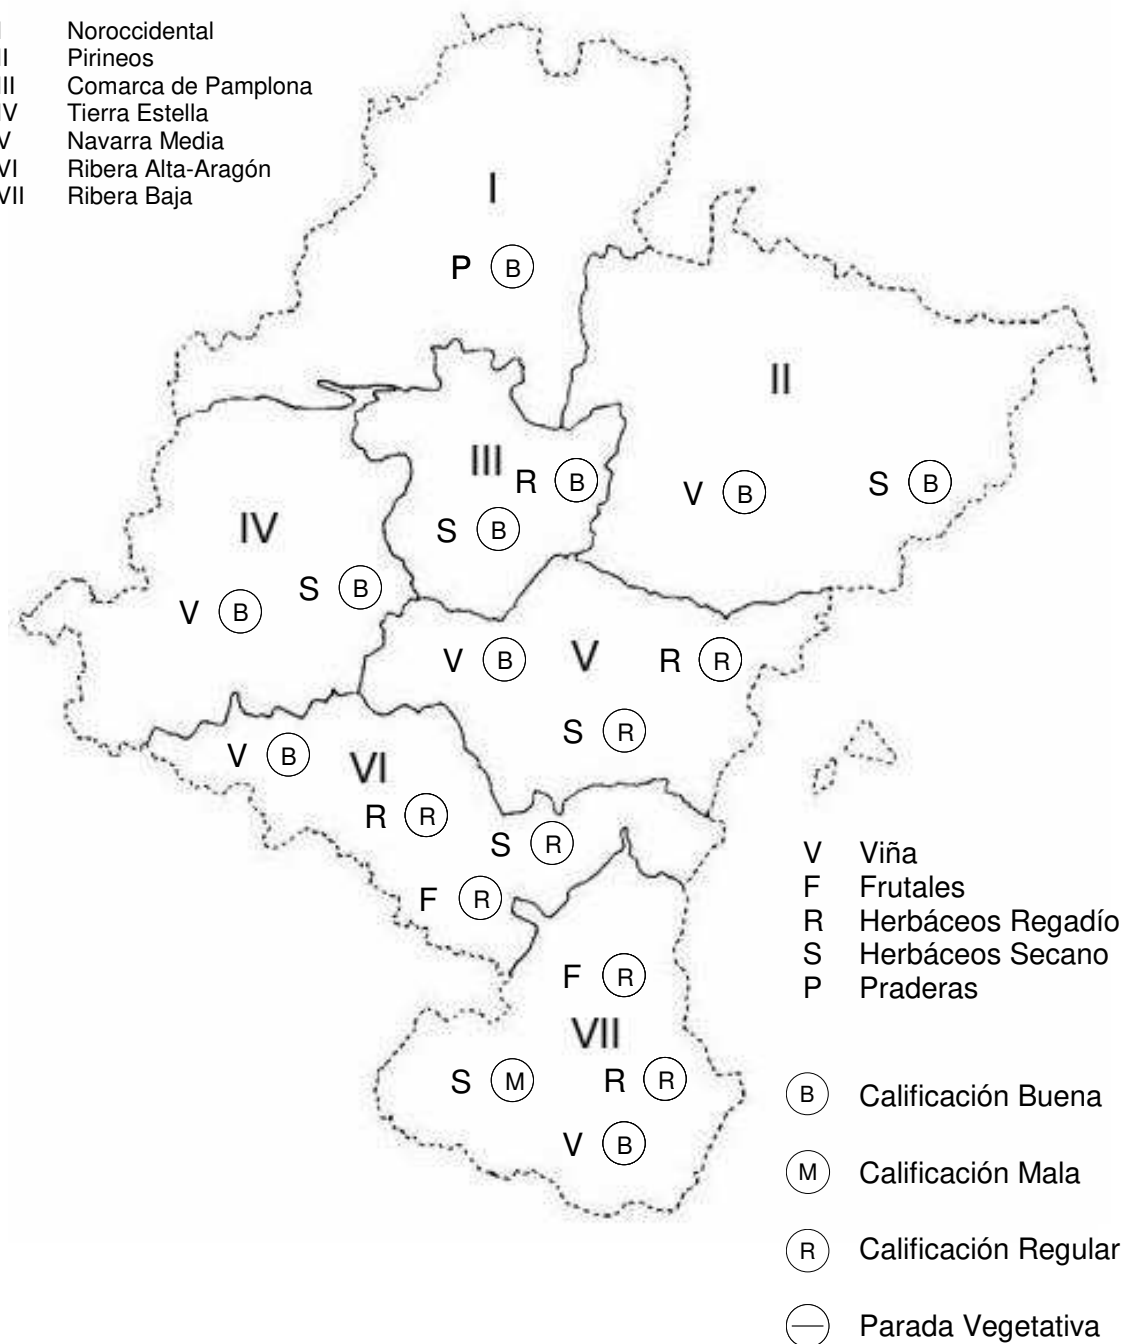 I Noroccidental
II Pirineos
III Comarca de Pamplona
IV Tierra Estella
V Navarra Media
VI Ribera Alta-Aragón
VII Ribera Baja
I
P B
II
V B S B
III
R B
S B
IV
S B
V B
V
V B R R
S R
VI
V B
R R
S R
F R
VII
F R
S M R R
V B
V Viña
F Frutales
R Herbáceos Regadío
S Herbáceos Secano
P Praderas
B Calificación Buena
M Calificación Mala
R Calificación Regular
Parada Vegetativa